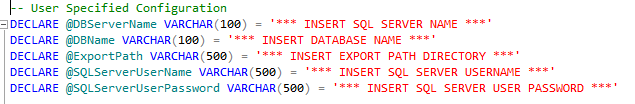 -- User Specified Configuration
DECLARE @DBServerName VARCHAR(100) = '*** INSERT SQL SERVER NAME ***'
DECLARE @DBName VARCHAR(100) = '*** INSERT DATABASE NAME ***'
DECLARE @ExportPath VARCHAR(500) = '*** INSERT EXPORT PATH DIRECTORY ***'
DECLARE @SQLServerUserName VARCHAR(500) = '*** INSERT SQL SERVER USERNAME ***'
DECLARE @SQLServerUserPassword VARCHAR(500) = '*** INSERT SQL SERVER USER PASSWORD ***'